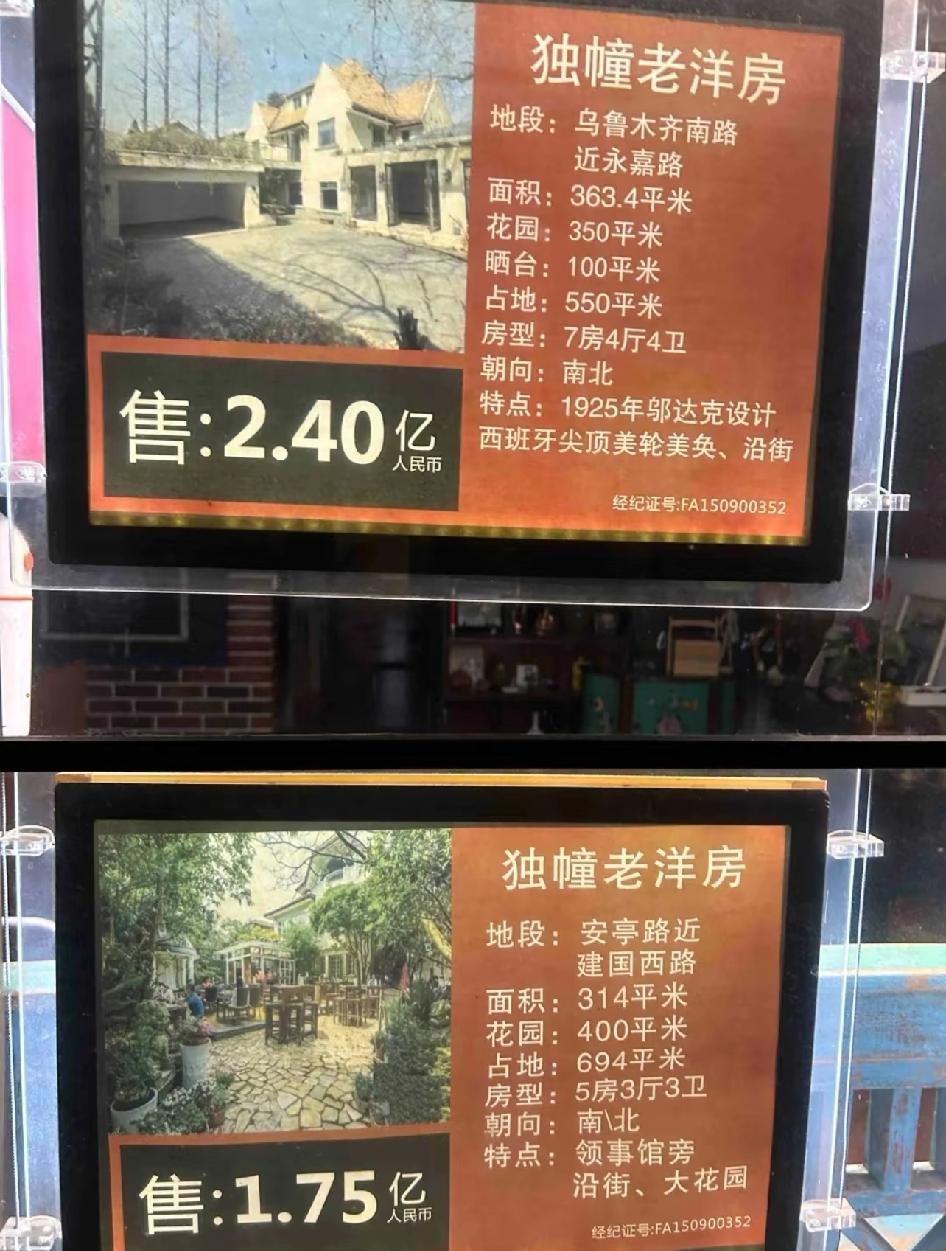 独幢老洋房
地段：乌鲁木齐南路
近永嘉路
面积：363.4平米
花园：350平米
晒台：100平米
占地：550平米
房型：7房4厅4卫
朝向：南北
特点：1925年邬达克设计
西班牙尖顶美轮美奂、沿街
经纪证号:FA150900352
售:2.40亿
人民币
独幢老洋房
地段：安亭路近
建国西路
面积：314平米
花园：400平米
占地：694平米
房型：5房3厅3卫
朝向：南\北
特点：领事馆旁
沿街、大花园
经纪证号:FA150900352
售:1.75亿
人民币